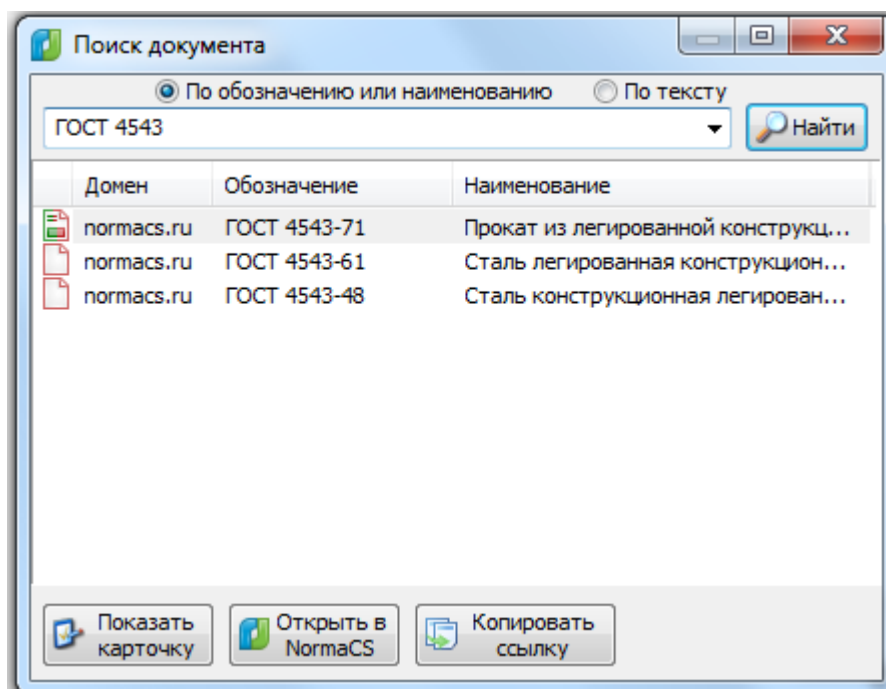 Поиск документа
По обозначению или наименованию По тексту
ГОСТ 4543 Найти
Домен Обозначение Наименование
normacs.ru ГОСТ 4543-71 Прокат из легированной конструкц...
normacs.ru ГОСТ 4543-61 Сталь легированная конструкцион...
normacs.ru ГОСТ 4543-48 Сталь конструкционная легирован...
Показать карточку
Открыть в NormaCS
Копировать ссылку